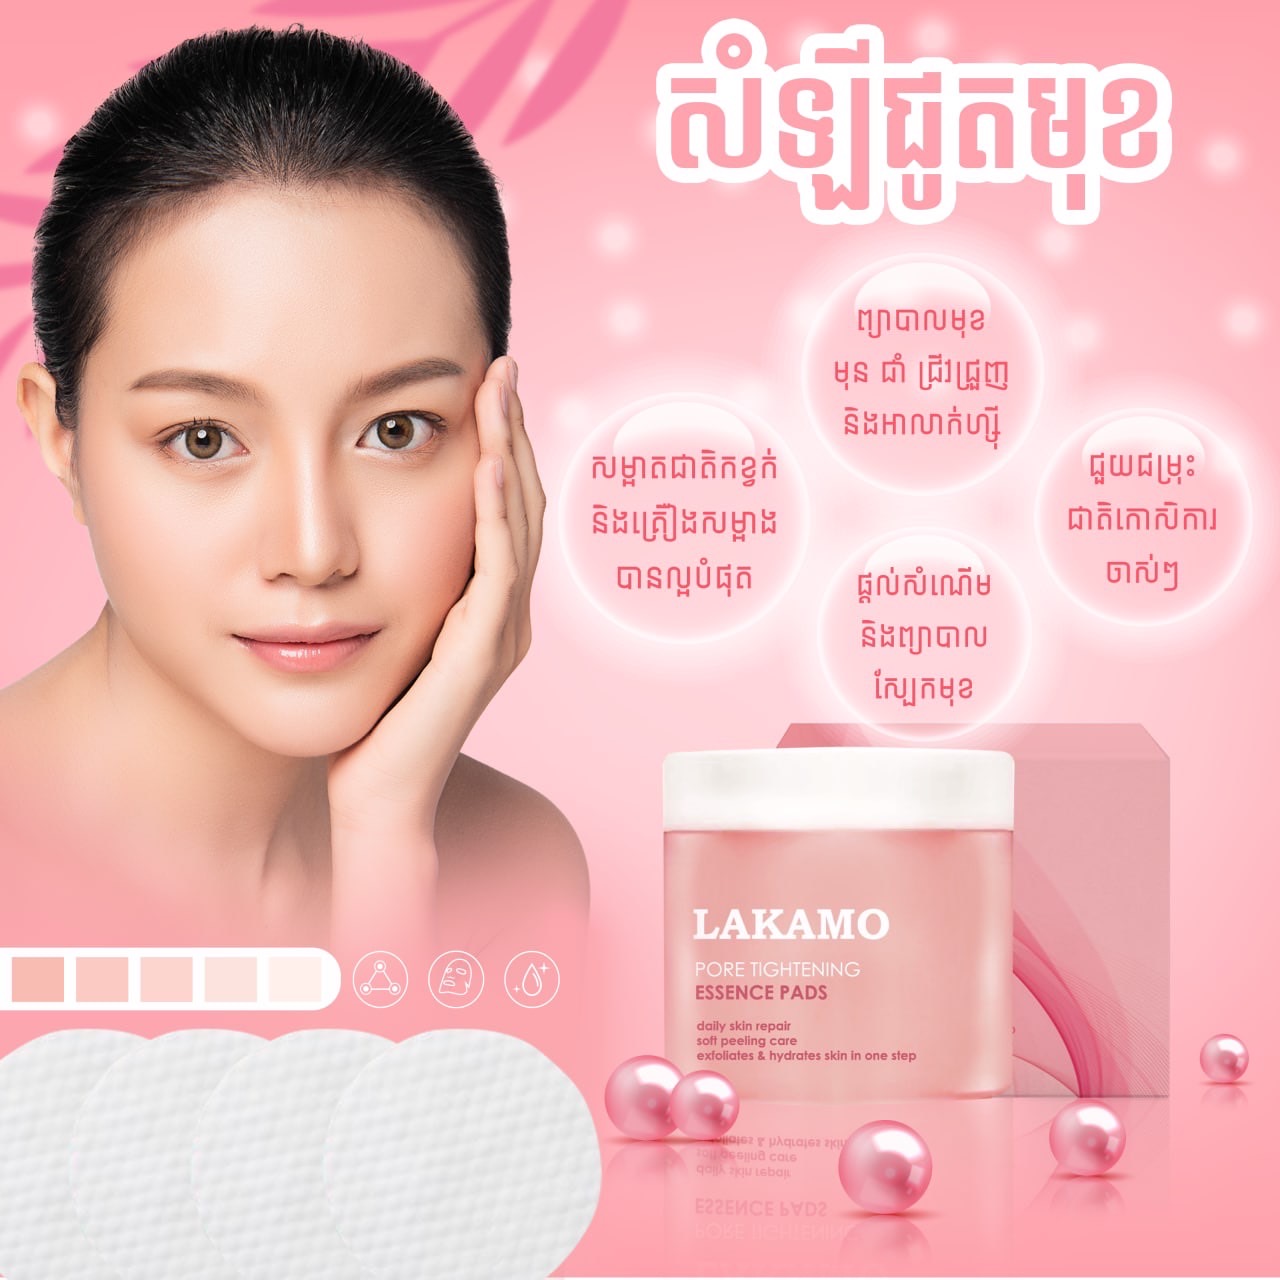 សំឡីជូតមុខ
ព្យាបាលមុខ
មុន ជាំ ជ្រីវជ្រួញ
និងអាលាក់ហ្ស៊ី
សម្អាតជាតិកខ្វក់
និងគ្រឿងសម្អាង
បានល្អបំផុត
ជួយជម្រុះ
ជាតិកោសិការ
ចាស់ៗ
ផ្តល់សំណើម
និងព្យាបាល
ស្បែកមុខ
LAKAMO
PORE TIGHTENING
ESSENCE PADS
daily skin repair
soft peeling care
exfoliates & hydrates skin in one step